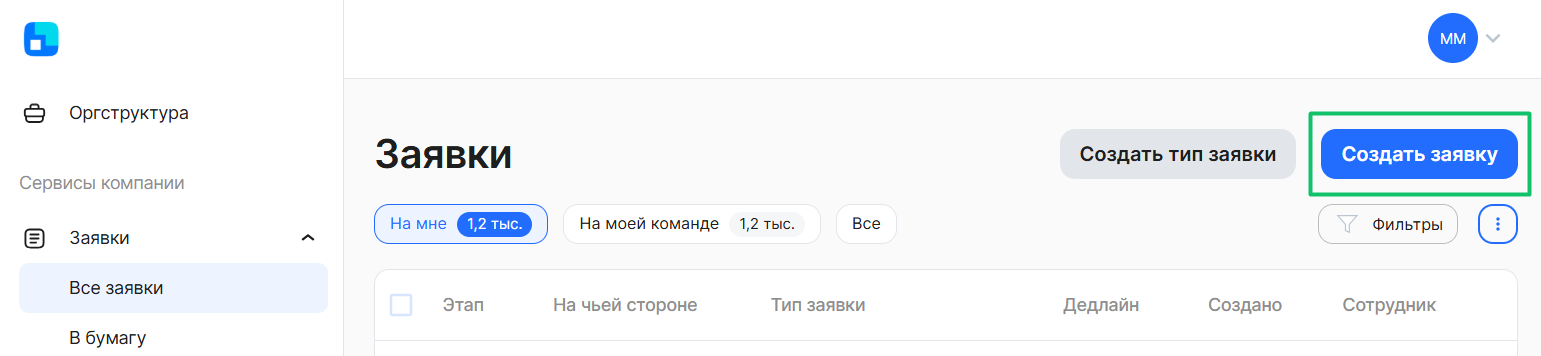 MM
Оргструктура
Сервисы компании
Заявки
Все заявки
В бумагу
Заявки
Создать тип заявки
Создать заявку
На мне 1,2 тыс.
На моей команде 1,2 тыс.
Все
Фильтры
Этап
На чьей стороне
Тип заявки
Дедлайн
Создано
Сотрудник